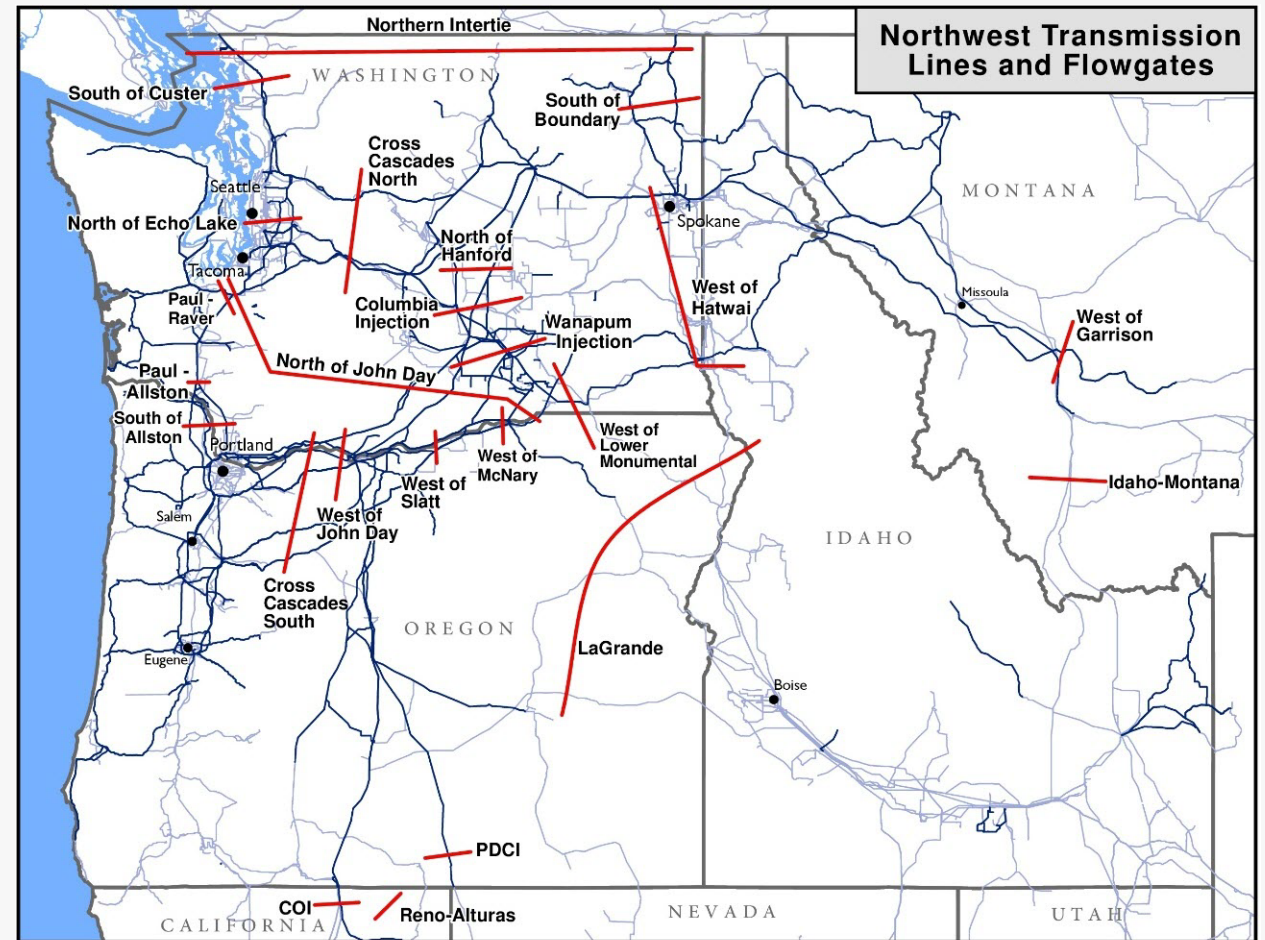 Northern Intertie
Northwest Transmission
Lines and Flowgates
WASHINGTON
South of Custer
South of
Boundary
Cross
Cascades
North
Seattle
MONTANA
North of Echo Lake
Spokane
North of
Hanford
Tacoma
Paul -
Raver
Columbia
Injection
West of
Hatwai
Missoula
Wanapum
Injection
West of
Garrison
North of John Day
Paul -
Allston
South of
Allston
Portland
West of
Lower
Monumental
West of
McNary
West of
Slatt
Idaho-Montana
Salem
West of
John Day
IDAHO
Cross
Cascades
South
OREGON
LaGrande
Eugene
Boise
PDCI
COI
Reno-Alturas
CALIFORNIA
NEVADA
UTAH